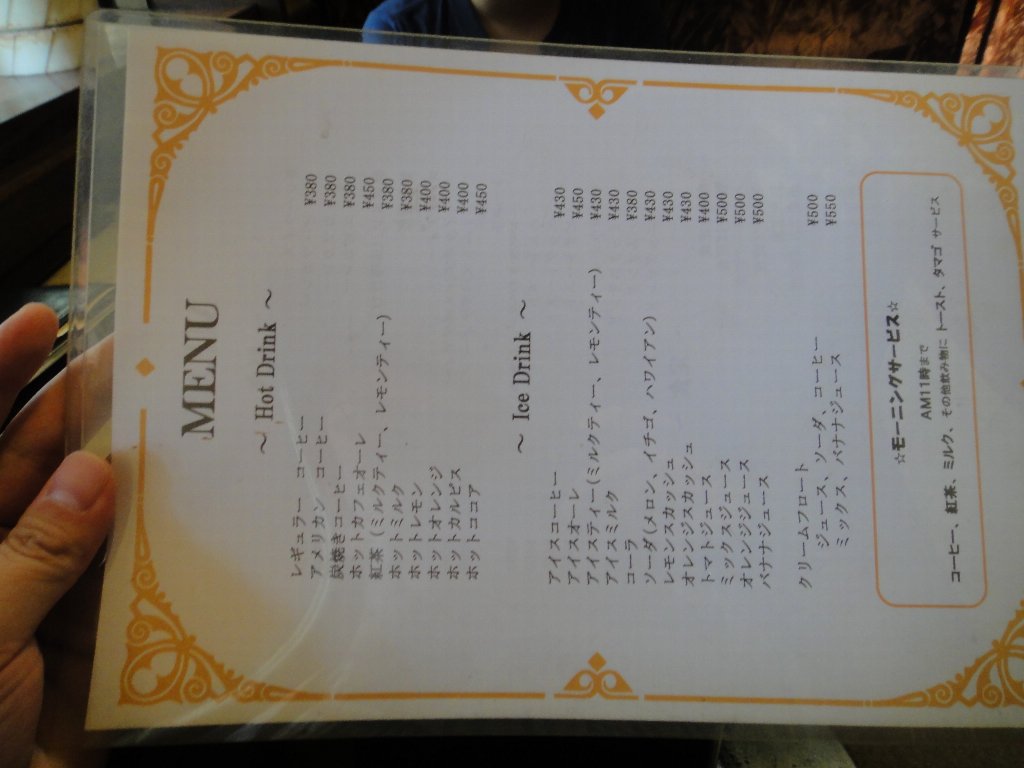 MENU
～ Hot Drink ～
レギュラー コーヒー ¥380
アメリカン コーヒー ¥380
炭焼きコーヒー ¥380
ホットカフェオーレ ¥450
紅茶 (ミルクティー、レモンティー) ¥380
ホットミルク ¥380
ホットレモン ¥400
ホットオレンジ ¥400
ホットカルピス ¥400
ホットココア ¥450
～ Ice Drink ～
アイスコーヒー ¥430
アイスオーレ ¥450
アイスティー(ミルクティー、レモンティー) ¥430
アイスミルク ¥430
コーラ ¥380
ソーダ(メロン、イチゴ、ハワイアン) ¥430
レモンスカッシュ ¥430
オレンジスカッシュ ¥430
トマトジュース ¥400
ミックスジュース ¥500
オレンジジュース ¥500
バナナジュース ¥500
クリームフロート
ジュース、ソーダ、コーヒー ¥500
ミックス、バナナジュース ¥550
☆モーニングサービス☆
AM11時まで
コーヒー、紅茶、ミルク、その他飲み物に トースト、タマゴ サービス